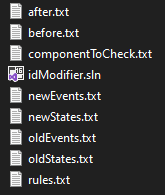 after.txt
before.txt
componentToCheck.txt
idModifier.sln
newEvents.txt
newStates.txt
oldEvents.txt
oldStates.txt
rules.txt